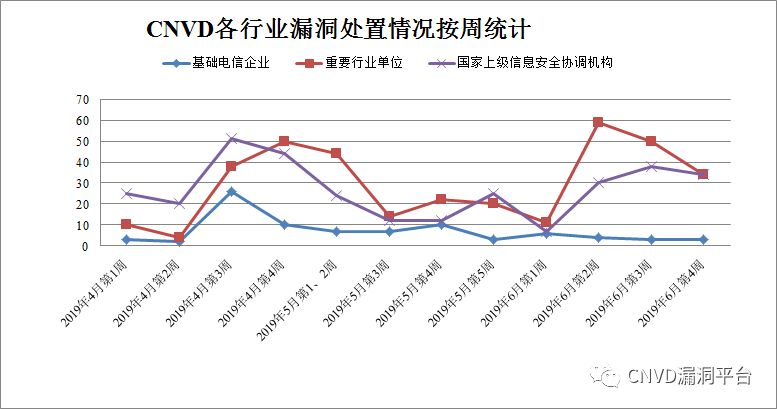 CNVD各行业漏洞处置情况按周统计
基础电信企业 重要行业单位 国家上级信息安全协调机构
70
60
50
40
30
20
10
0
2019年4月第1周
2019年4月第2周
2019年4月第3周
2019年4月第4周
2019年5月第1、2周
2019年5月第3周
2019年5月第4周
2019年5月第5周
2019年6月第1周
2019年6月第2周
2019年6月第3周
2019年6月第4周
CNVD漏洞平台